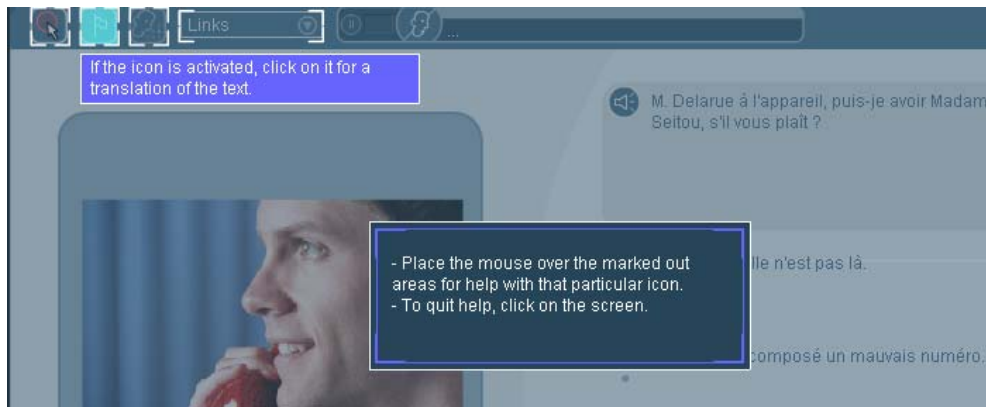 Links
...
If the icon is activated, click on it for a
translation of the text.
M. Delarue à l'appareil, puis-je avoir Madam
Seitou, s'il vous plaît ?
- Place the mouse over the marked out
areas for help with that particular icon.
- To quit help, click on the screen.
lle n'est pas là.
composé un mauvais numéro.